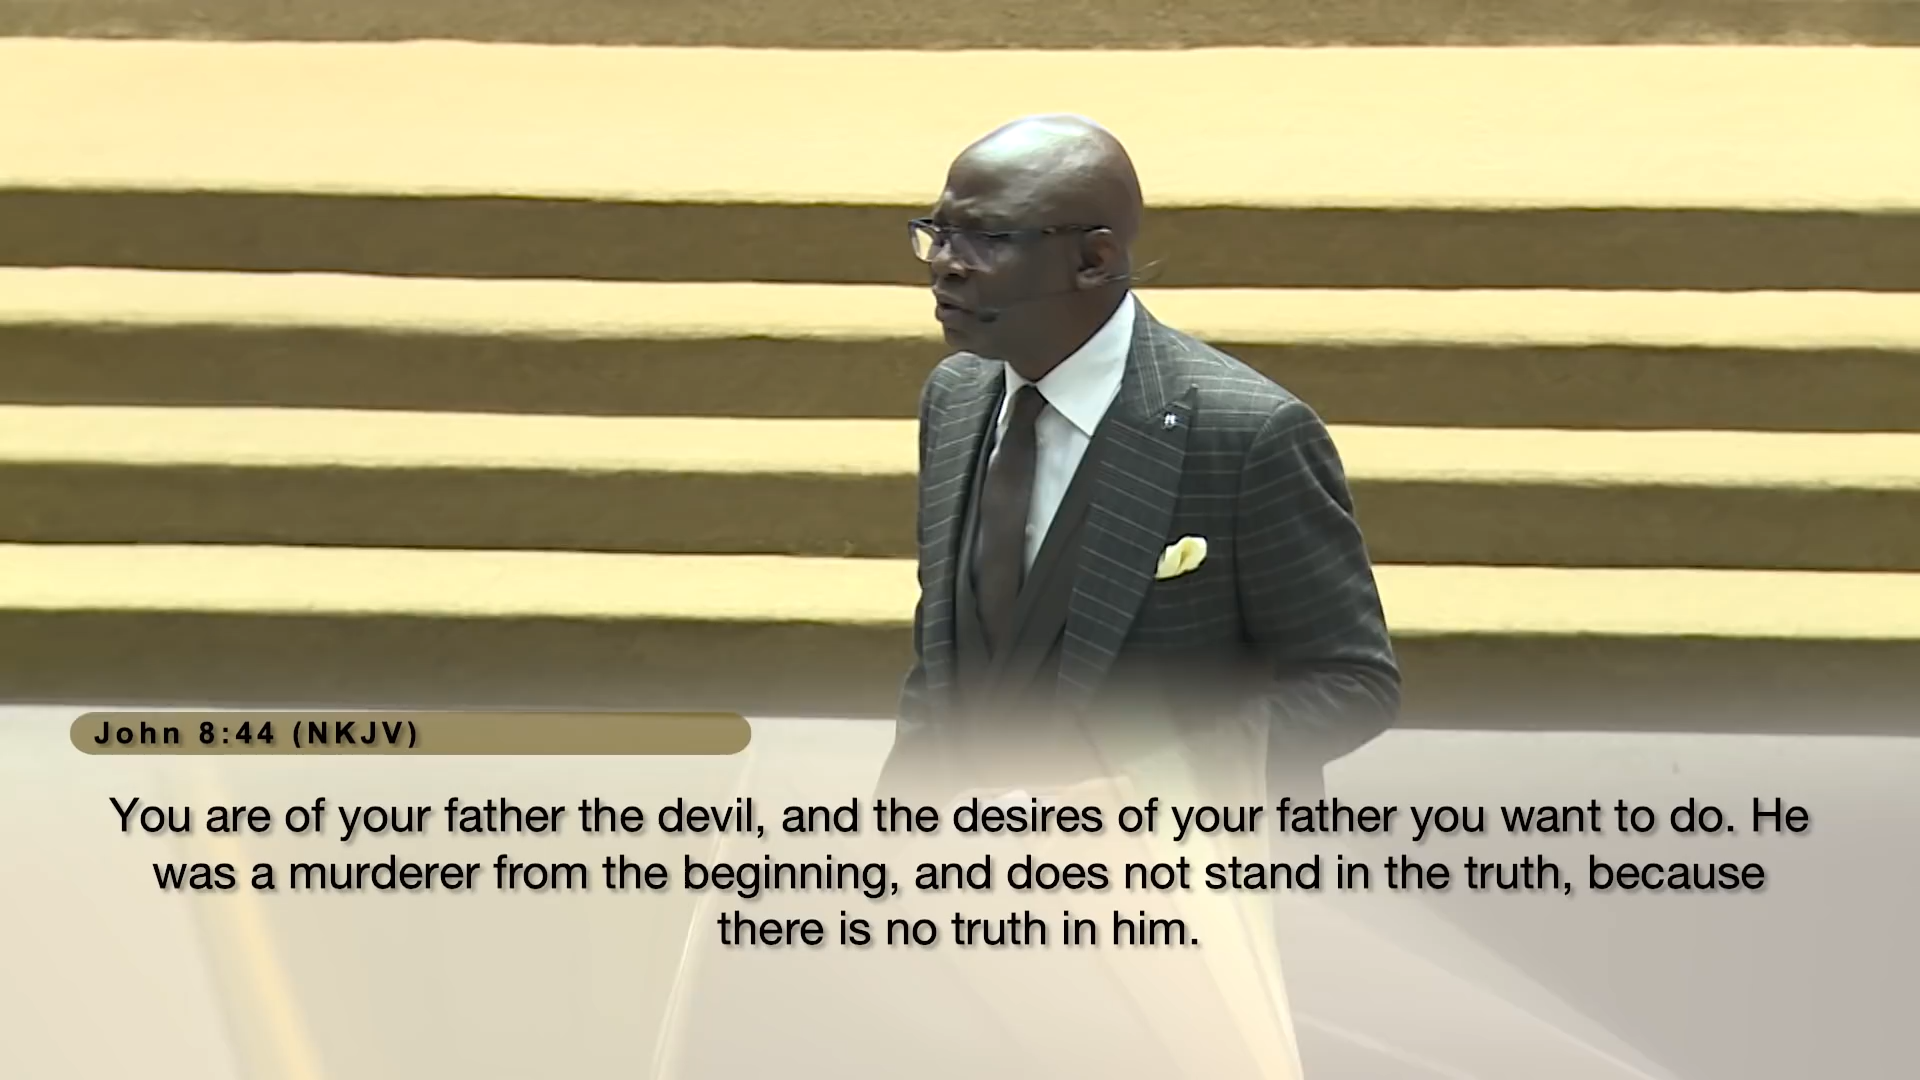 John 8:44 (NKJV)
You are of your father the devil, and the desires of your father you want to do. He
was a murderer from the beginning, and does not stand in the truth, because
there is no truth in him.